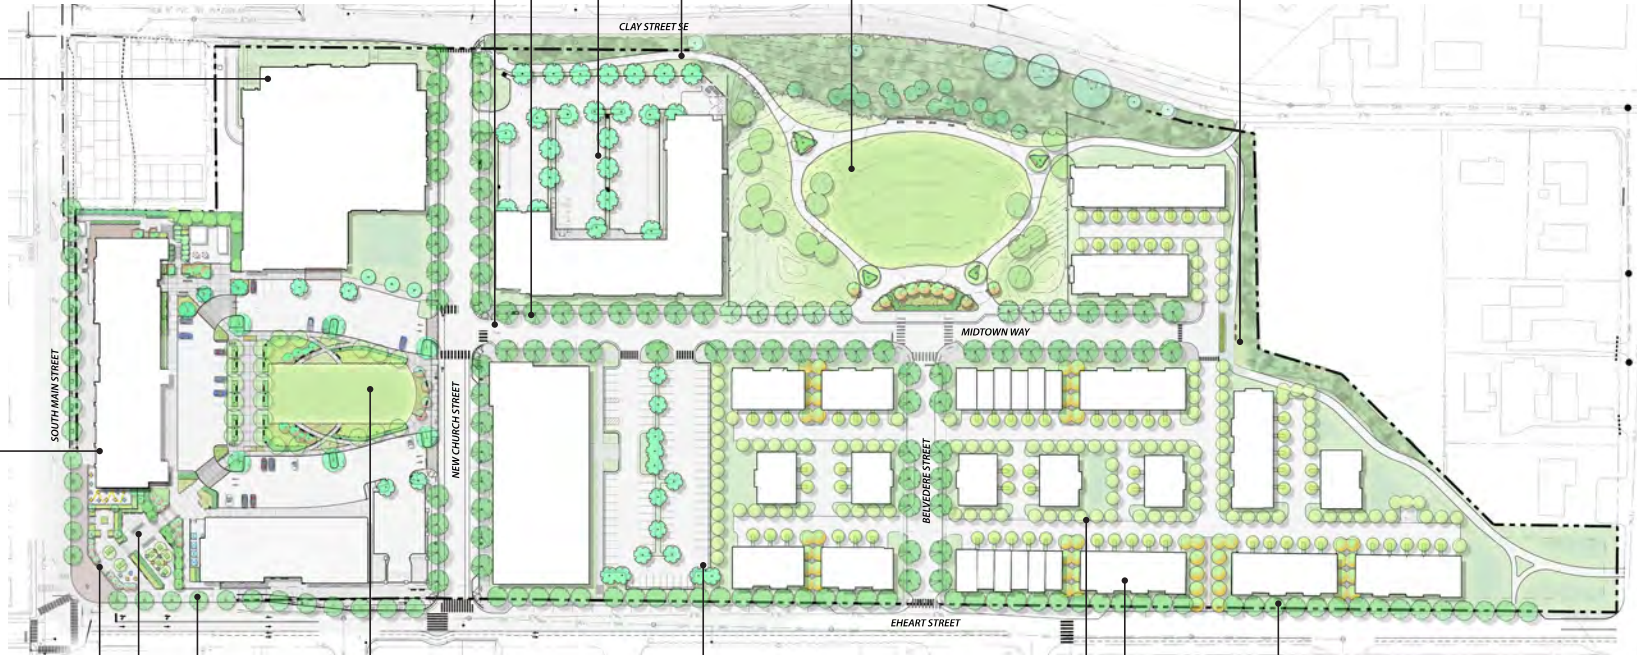 CLAY STREET SE
MIDTOWN WAY
SOUTH MAIN STREET
NEW CHURCH STREET
BELVEDERE STREET
EHEART STREET